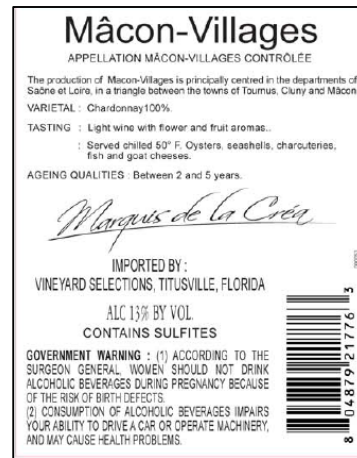 Mâcon-Villages
APPELLATION MÂCON-VILLAGES CONTRÔLÉE
The production of Macon-Villages is principally centred in the departments of
Saône et Loire, in a triangle between the towns of Tournus, Cluny and Mâcon
VARIETAL : Chardonnay100%.
TASTING : Light wine with flower and fruit aromas..
: Served chilled 50° F. Oysters, seashells, charcuteries,
fish and goat cheeses.
AGEING QUALITIES : Between 2 and 5 years.
Marquis de la Créa
IMPORTED BY :
VINEYARD SELECTIONS, TITUSVILLE, FLORIDA
ALC 13% BY VOL.
CONTAINS SULFITES
GOVERNMENT WARNING : (1) ACCORDING TO THE
SURGEON GENERAL, WOMEN SHOULD NOT DRINK
ALCOHOLIC BEVERAGES DURING PREGNANCY BECAUSE
OF THE RISK OF BIRTH DEFECTS.
(2) CONSUMPTION OF ALCOHOLIC BEVERAGES IMPAIRS
YOUR ABILITY TO DRIVE A CAR OR OPERATE MACHINERY,
AND MAY CAUSE HEALTH PROBLEMS.
8 04879 21776 3